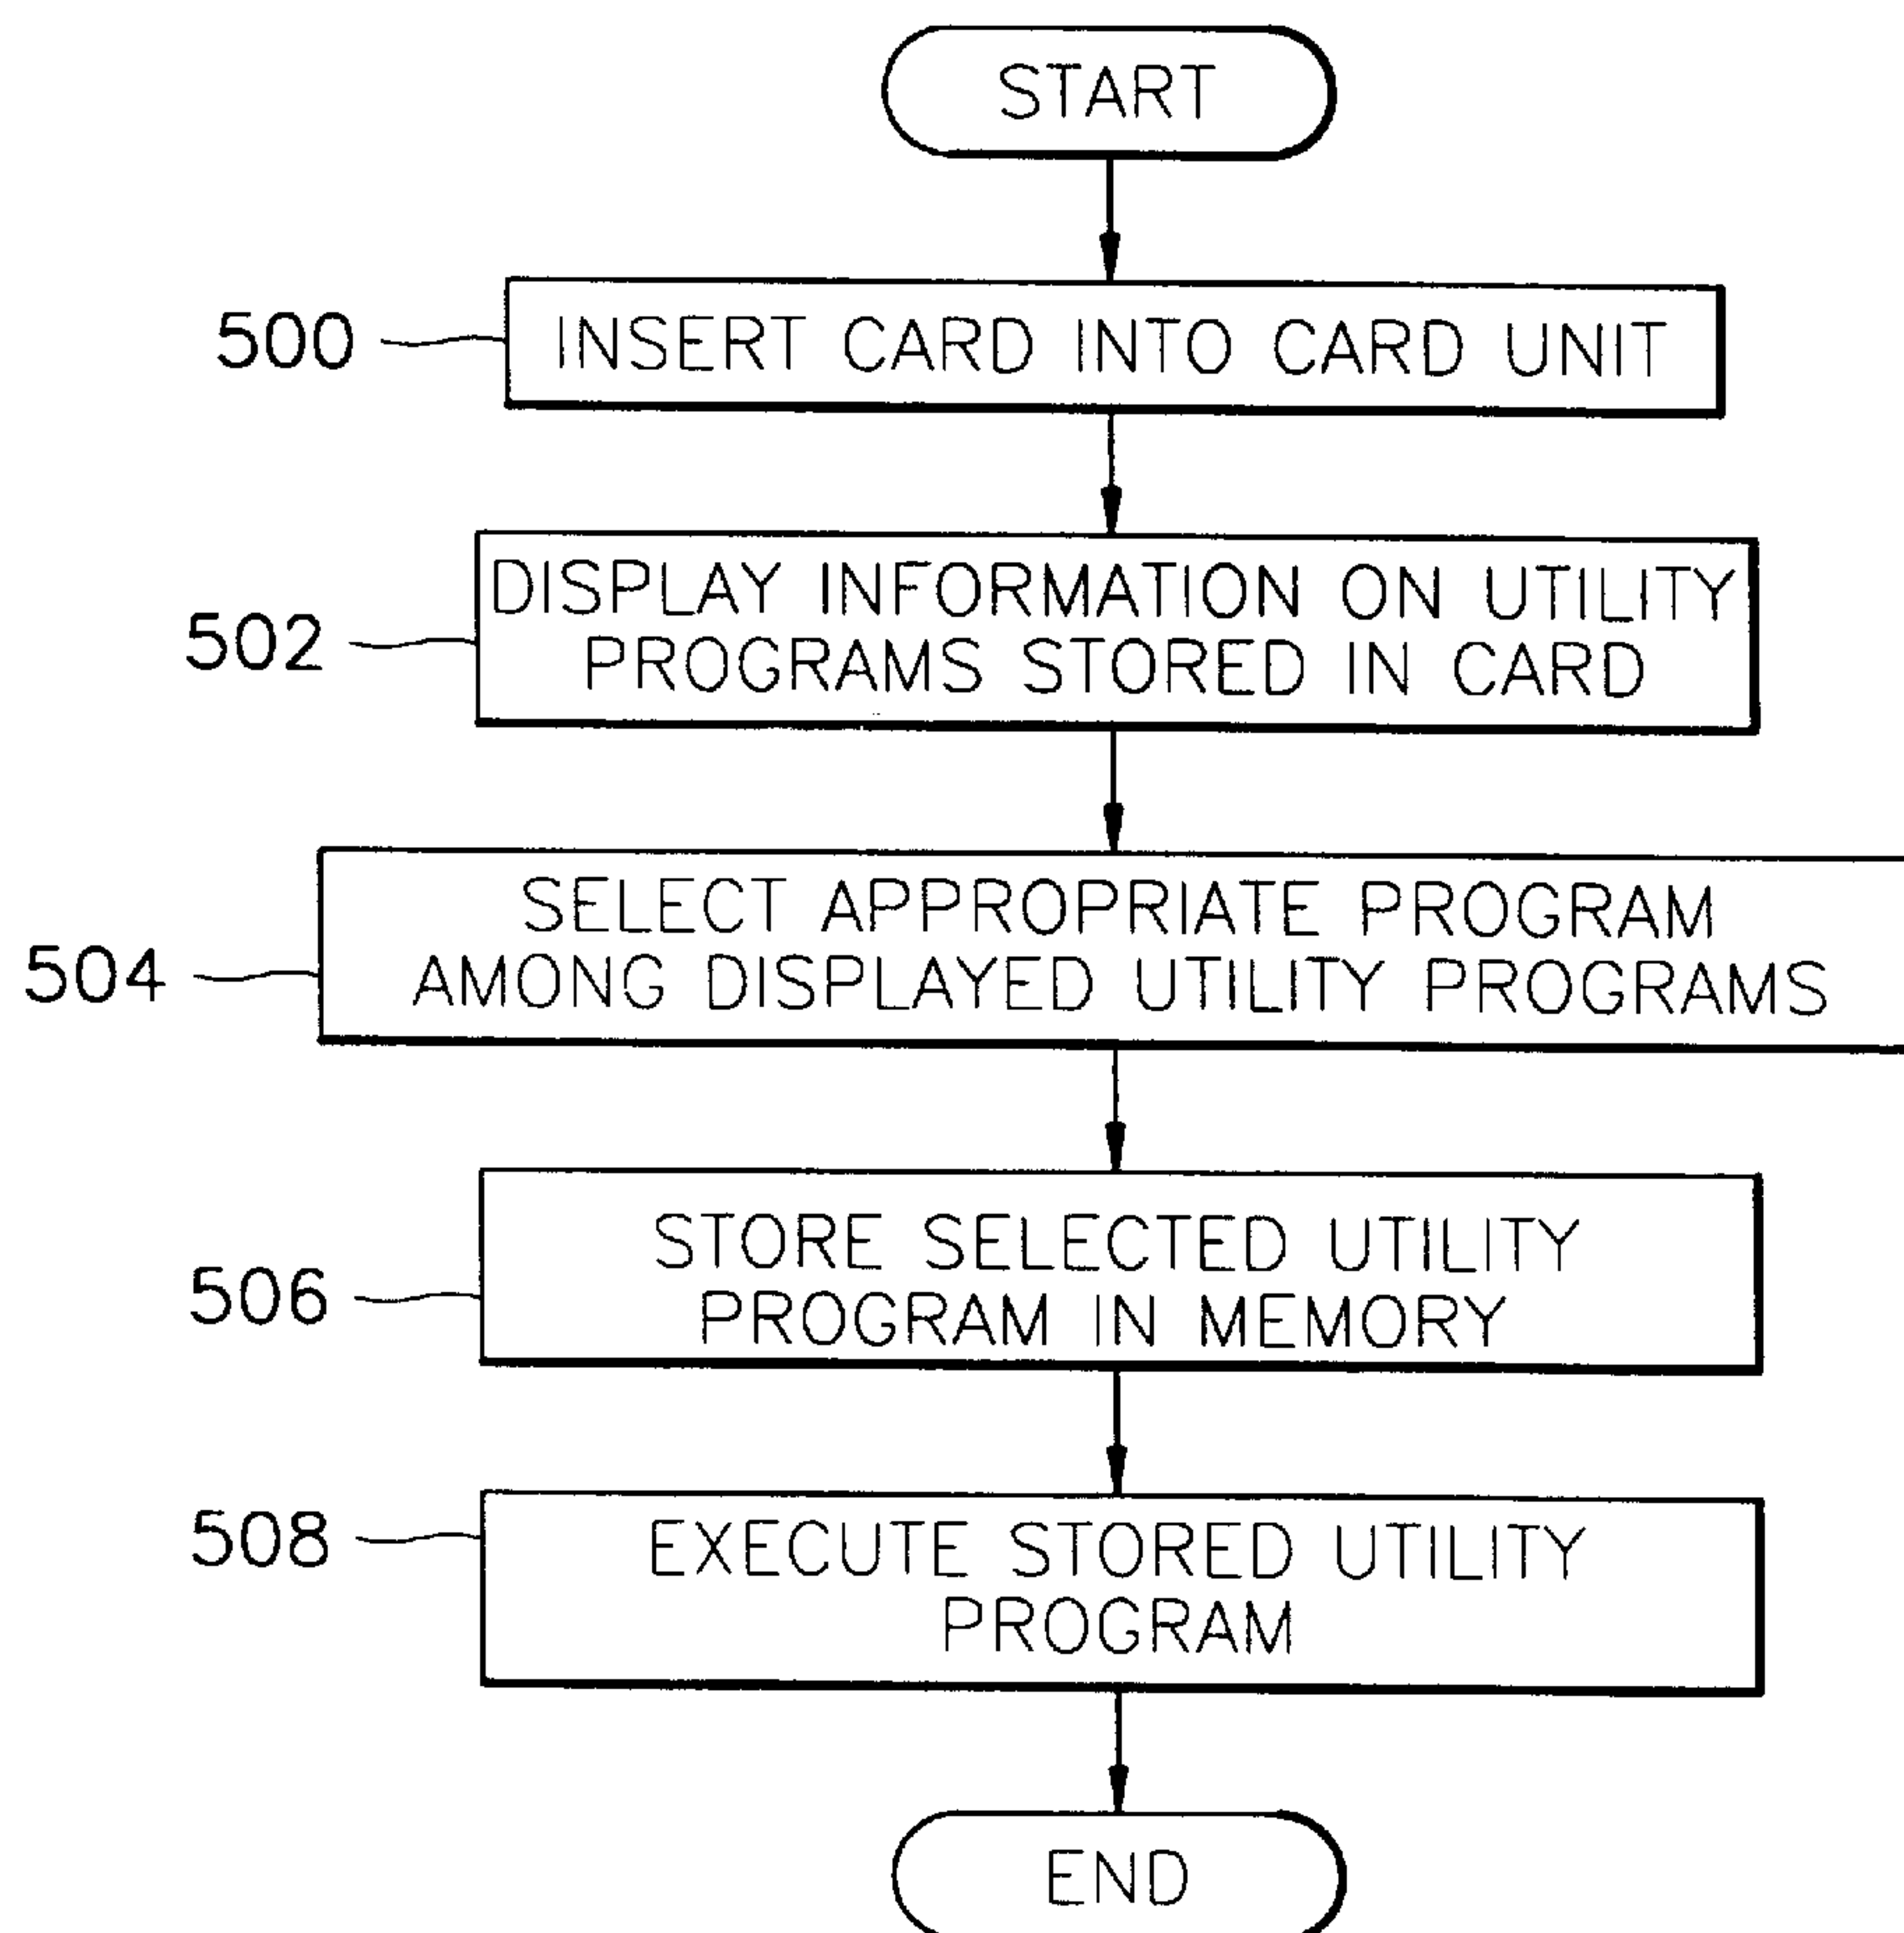 START
500
INSERT CARD INTO CARD UNIT
502
DISPLAY INFORMATION ON UTILITY
PROGRAMS STORED IN CARD
504
SELECT APPROPRIATE PROGRAM
AMONG DISPLAYED UTILITY PROGRAMS
506
STORE SELECTED UTILITY
PROGRAM IN MEMORY
508
EXECUTE STORED UTILITY
PROGRAM
END